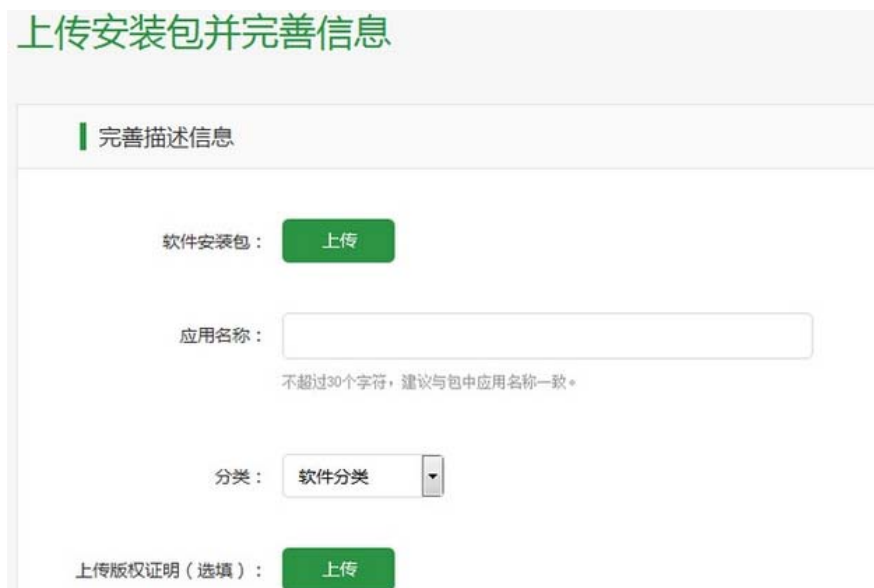 上传安装包并完善信息
完善描述信息
软件安装包： 上传
应用名称：
不超过30个字符，建议与包中应用名称一致。
分类： 软件分类
上传版权证明（选填）： 上传